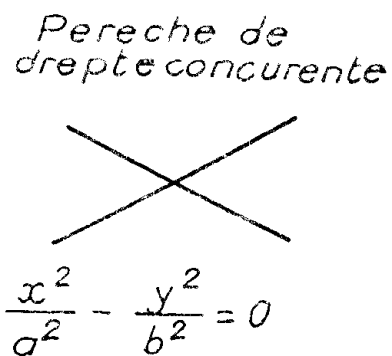 Pereche de
drepte concurente
x²/a² - y²/b² = 0